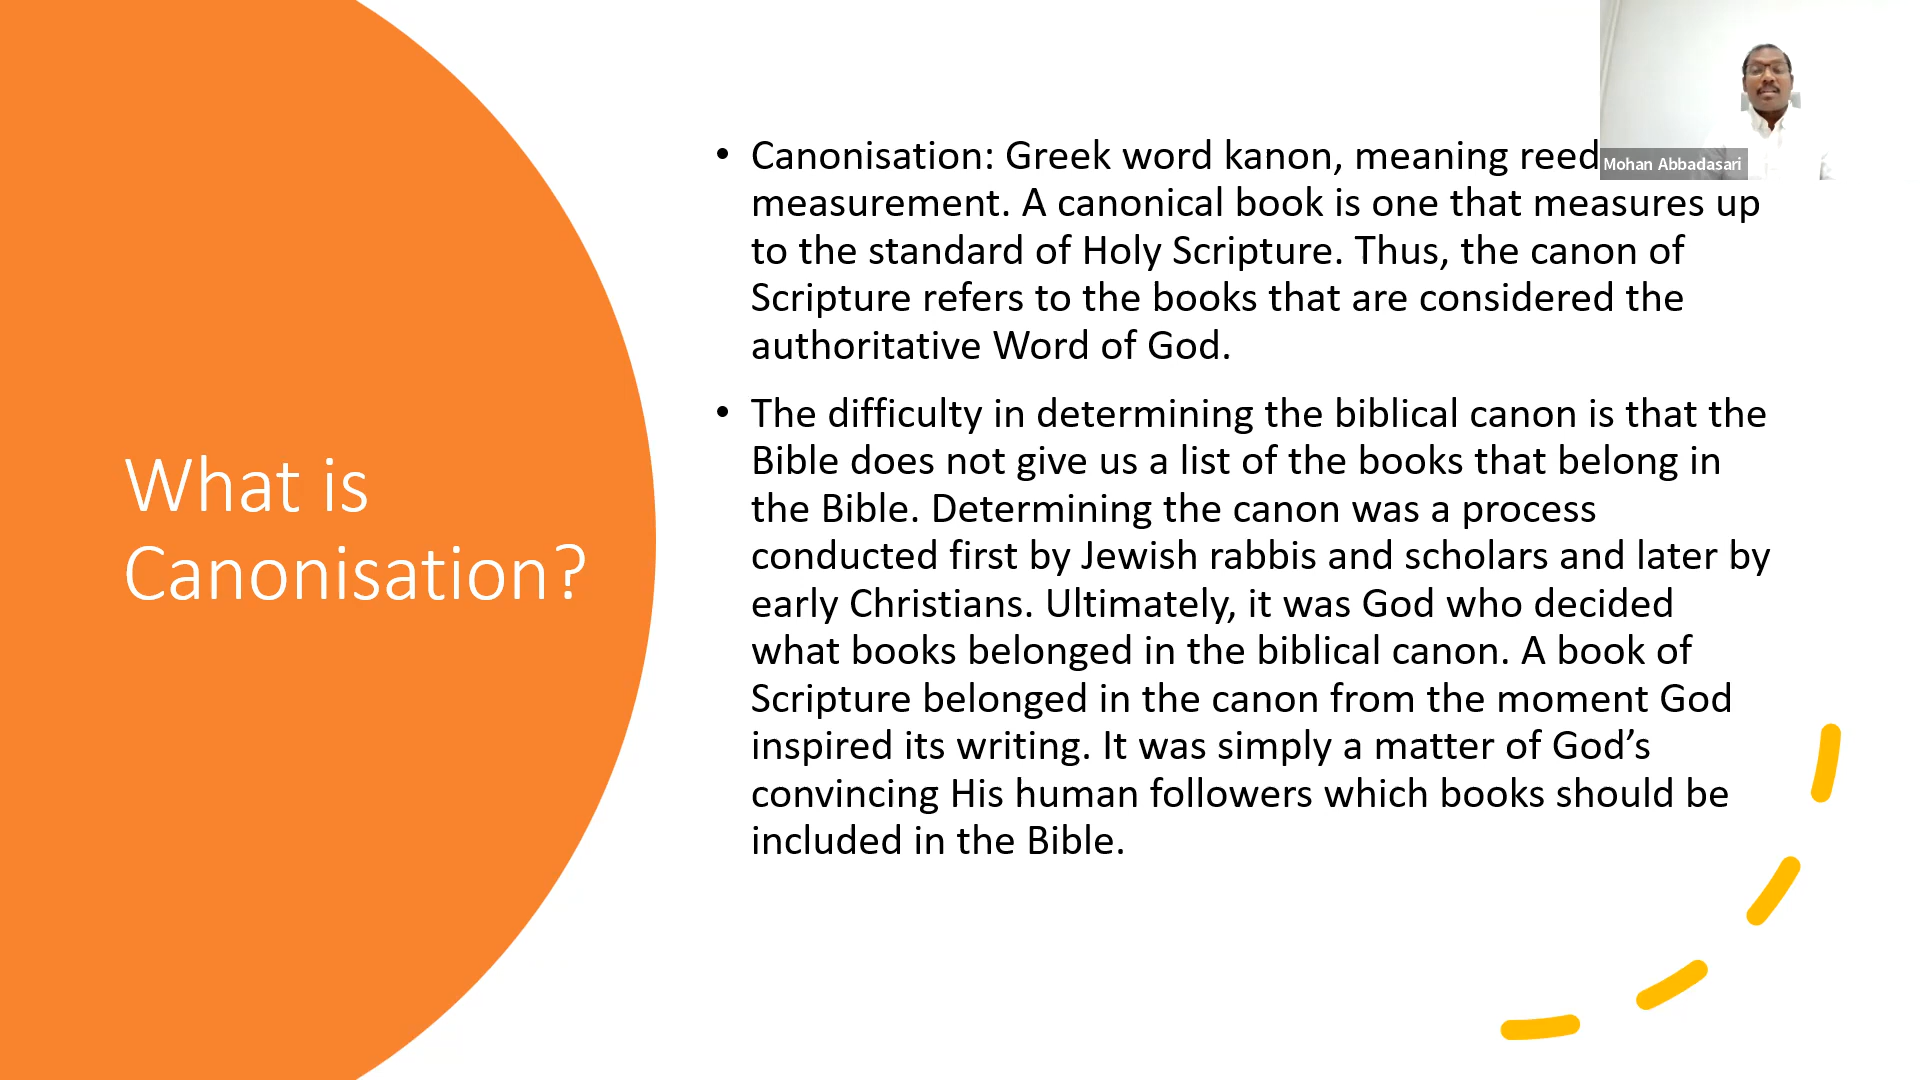 What is
Canonisation?
• Canonisation: Greek word kanon, meaning reed
measurement. A canonical book is one that measures up
to the standard of Holy Scripture. Thus, the canon of
Scripture refers to the books that are considered the
authoritative Word of God.
• The difficulty in determining the biblical canon is that the
Bible does not give us a list of the books that belong in
the Bible. Determining the canon was a process
conducted first by Jewish rabbis and scholars and later by
early Christians. Ultimately, it was God who decided
what books belonged in the biblical canon. A book of
Scripture belonged in the canon from the moment God
inspired its writing. It was simply a matter of God’s
convincing His human followers which books should be
included in the Bible.
Mohan Abbadasari